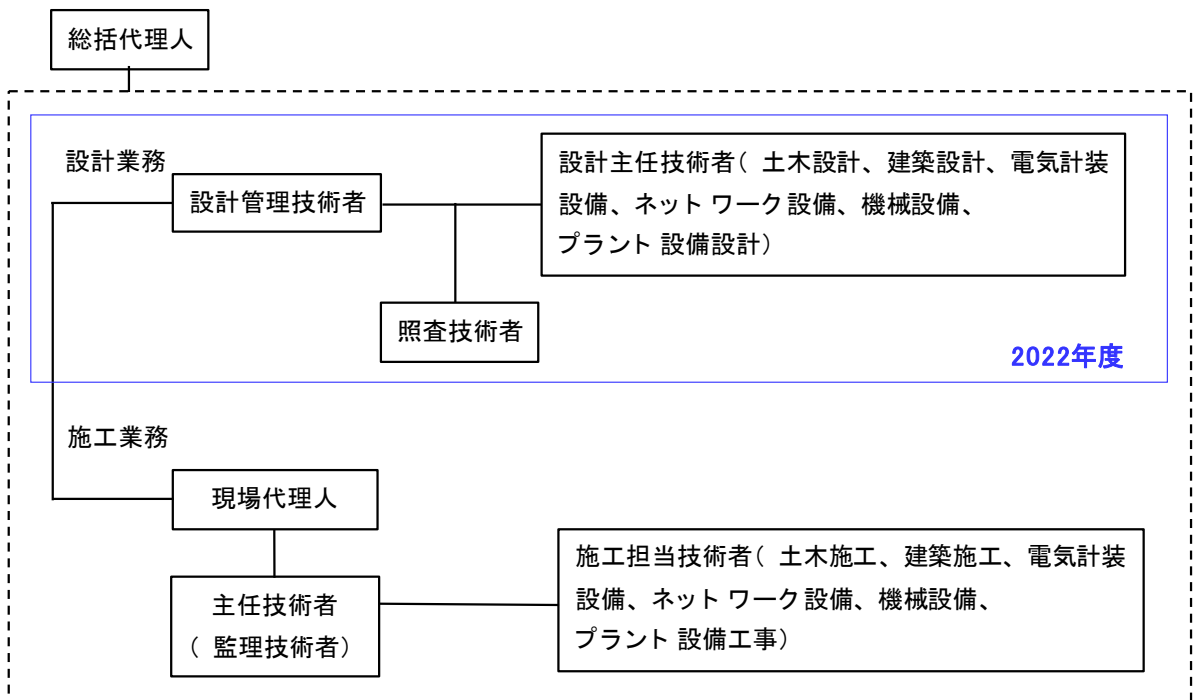 総括代理人
設計業務
設計管理技術者
設計主任技術者（土木設計、建築設計、電気計装
設備、ネットワーク設備、機械設備、
プラント設備設計）
照査技術者
2022年度
施工業務
現場代理人
主任技術者
（監理技術者）
施工担当技術者（土木施工、建築施工、電気計装
設備、ネットワーク設備、機械設備、
プラント設備工事）